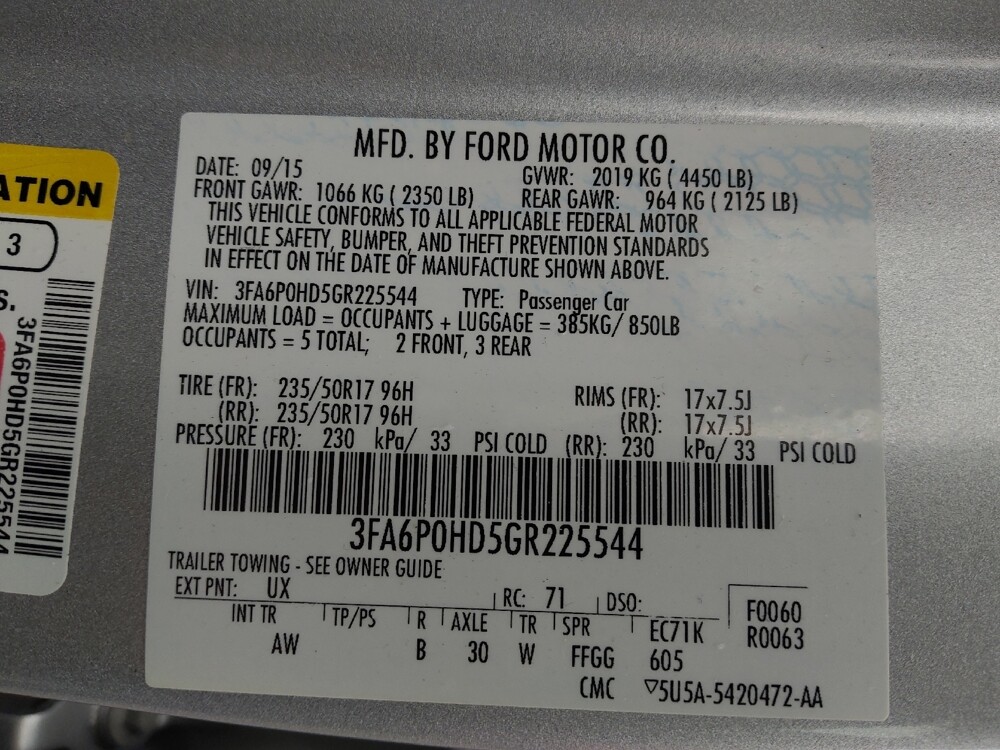 MFD. BY FORD MOTOR CO.
DATE: 09/15 GVWR: 2019 KG ( 4450 LB)
FRONT GAWR: 1066 KG ( 2350 LB) REAR GAWR: 964 KG ( 2125 LB)
THIS VEHICLE CONFORMS TO ALL APPLICABLE FEDERAL MOTOR
VEHICLE SAFETY, BUMPER, AND THEFT PREVENTION STANDARDS
IN EFFECT ON THE DATE OF MANUFACTURE SHOWN ABOVE.
VIN: 3FA6P0HD5GR225544 TYPE: Passenger Car
MAXIMUM LOAD = OCCUPANTS + LUGGAGE = 385KG/ 850LB
OCCUPANTS = 5 TOTAL; 2 FRONT, 3 REAR
TIRE (FR): 235/50R17 96H RIMS (FR): 17x7.5J
(RR): 235/50R17 96H (RR): 17x7.5J
PRESSURE (FR): 230 kPa/ 33 PSI COLD (RR): 230 kPa/ 33 PSI COLD
3FA6P0HD5GR225544
TRAILER TOWING - SEE OWNER GUIDE
EXT PNT: UX RC: 71 DSO:
F0060
INT TR TP/PS R AXLE TR SPR EC71K R0063
AW B 30 W FFGG 605
CMC ▽5U5A-5420472-AA
ATION
3
S.
3FA6P0HD5GR225544